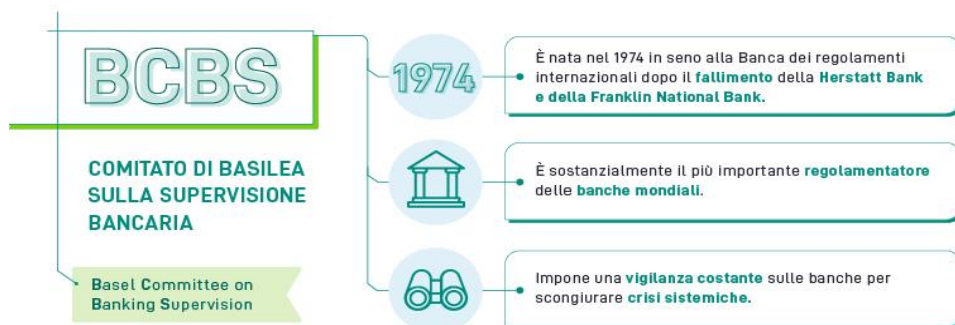 BCBS
COMITATO DI BASILEA
SULLA SUPERVISIONE
BANCARIA
Basel Committee on
Banking Supervision
1974
È nata nel 1974 in seno alla Banca dei regolamenti
internazionali dopo il fallimento della Herstatt Bank
e della Franklin National Bank.
È sostanzialmente il più importante regolamentatore
delle banche mondiali.
Impone una vigilanza costante sulle banche per
scongiurare crisi sistemiche.